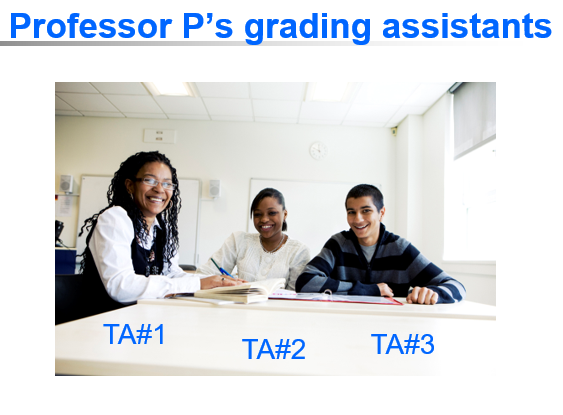 Professor P’s grading assistants
TA#1
TA#2
TA#3